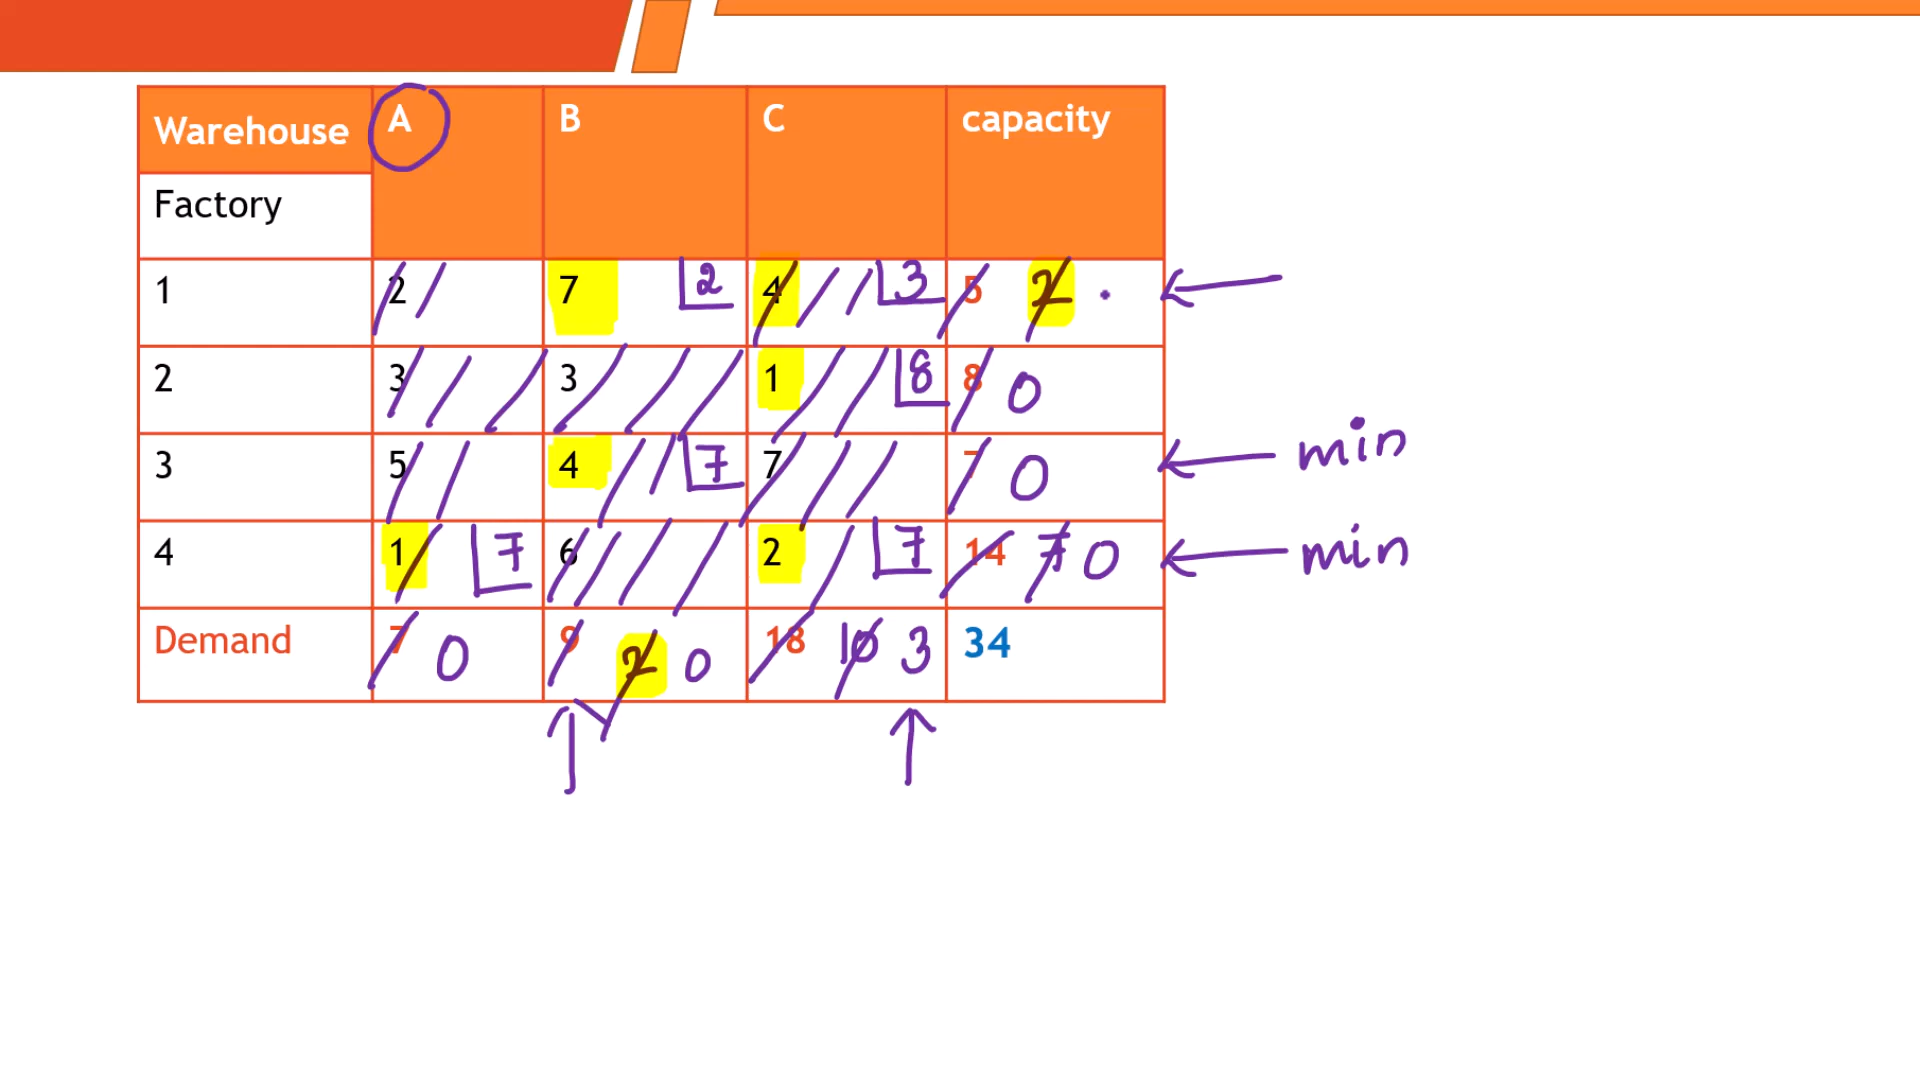 Warehouse A B C capacity
Factory
1 2 7 2 4 3 5 2
2 3 3 1 8 8 0
3 5 4 7 7 7 0 min
4 1 7 6 2 7 14 7 0 min
Demand 7 0 9 2 0 18 10 3 34